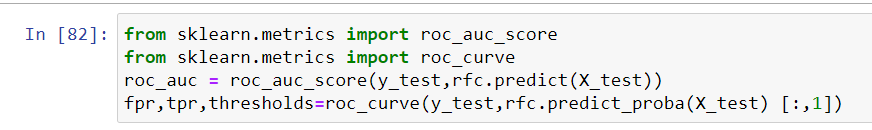 In [82]: from sklearn.metrics import roc_auc_score
from sklearn.metrics import roc_curve
roc_auc = roc_auc_score(y_test,rfc.predict(X_test))
fpr,tpr,thresholds=roc_curve(y_test,rfc.predict_proba(X_test) [:,1])